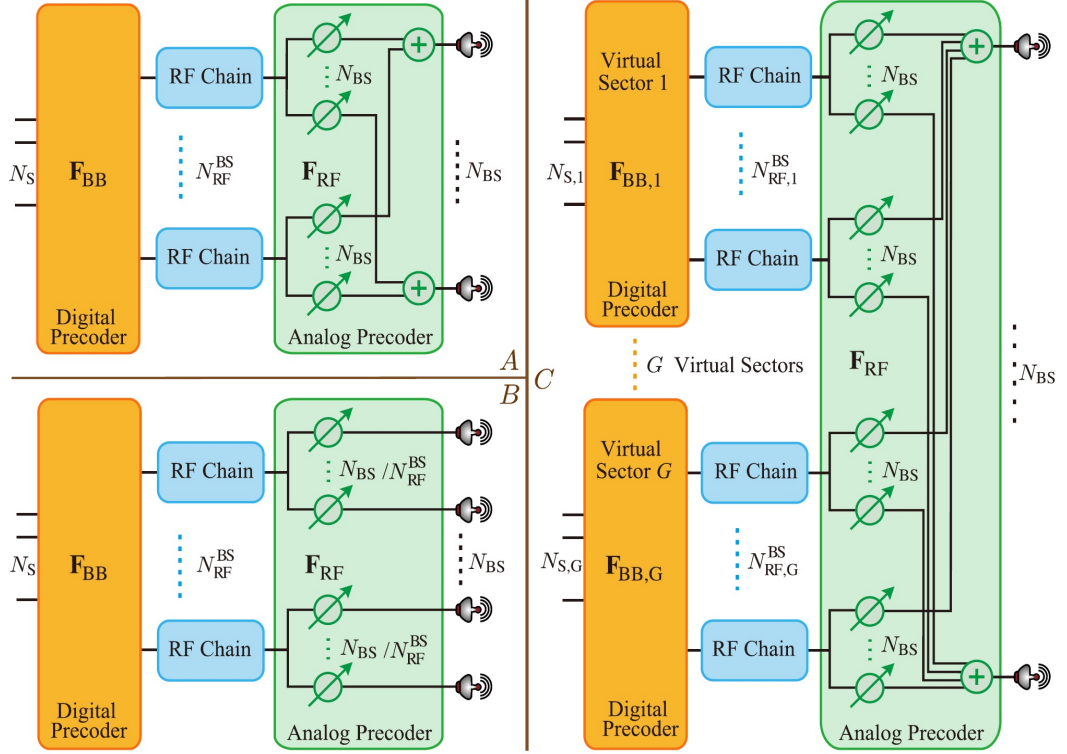 RF Chain
N_BS
N_S
F_BB
N_RF^BS
F_RF
N_BS
RF Chain
N_BS
Digital
Precoder
Analog Precoder
A
B
C
RF Chain
N_BS /N_RF^BS
N_S
F_BB
N_RF^BS
F_RF
N_BS
RF Chain
N_BS /N_RF^BS
Digital
Precoder
Analog Precoder
Virtual
Sector 1
RF Chain
N_BS
N_S,1
F_BB,1
N_RF,1^BS
RF Chain
N_BS
Digital
Precoder
G Virtual Sectors
F_RF
N_BS
Virtual
Sector G
RF Chain
N_BS
N_S,G
F_BB,G
N_RF,G^BS
RF Chain
N_BS
Digital
Precoder
Analog Precoder